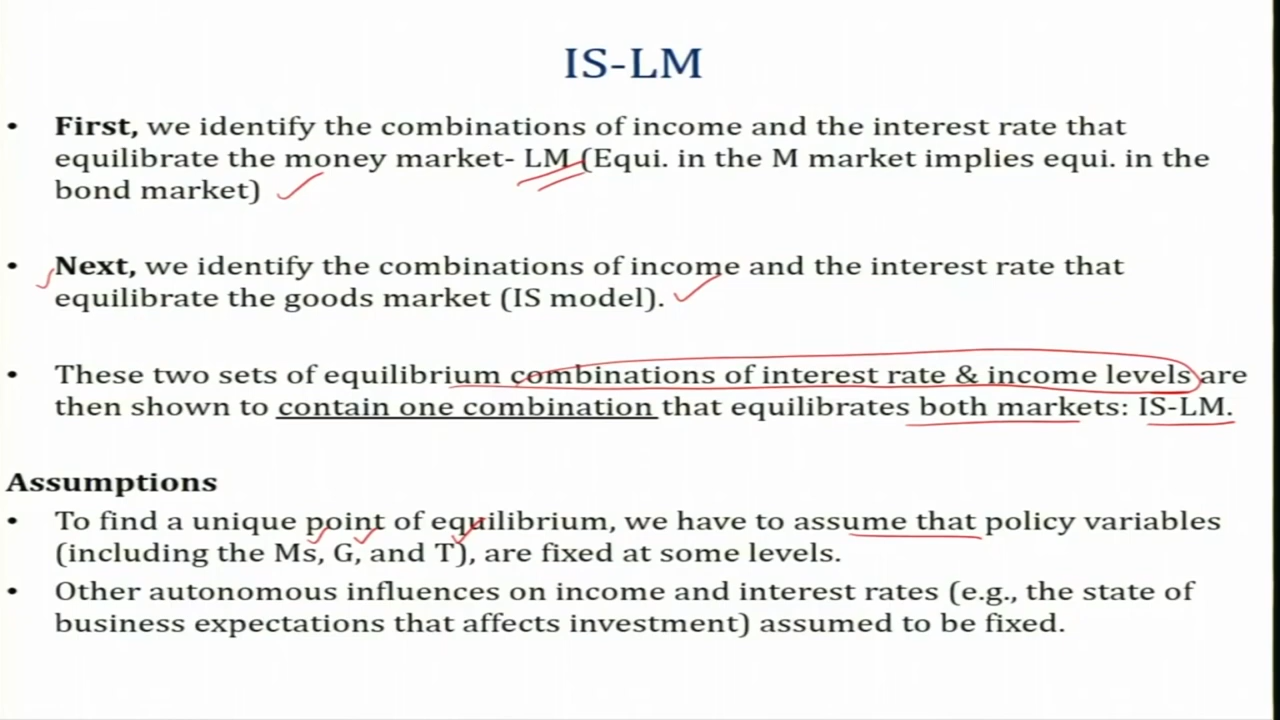 IS-LM
• First, we identify the combinations of income and the interest rate that
equilibrate the money market- LM (Equi. in the M market implies equi. in the
bond market)
• Next, we identify the combinations of income and the interest rate that
equilibrate the goods market (IS model).
• These two sets of equilibrium combinations of interest rate & income levels are
then shown to contain one combination that equilibrates both markets: IS-LM.
Assumptions
• To find a unique point of equilibrium, we have to assume that policy variables
(including the Ms, G, and T), are fixed at some levels.
• Other autonomous influences on income and interest rates (e.g., the state of
business expectations that affects investment) assumed to be fixed.